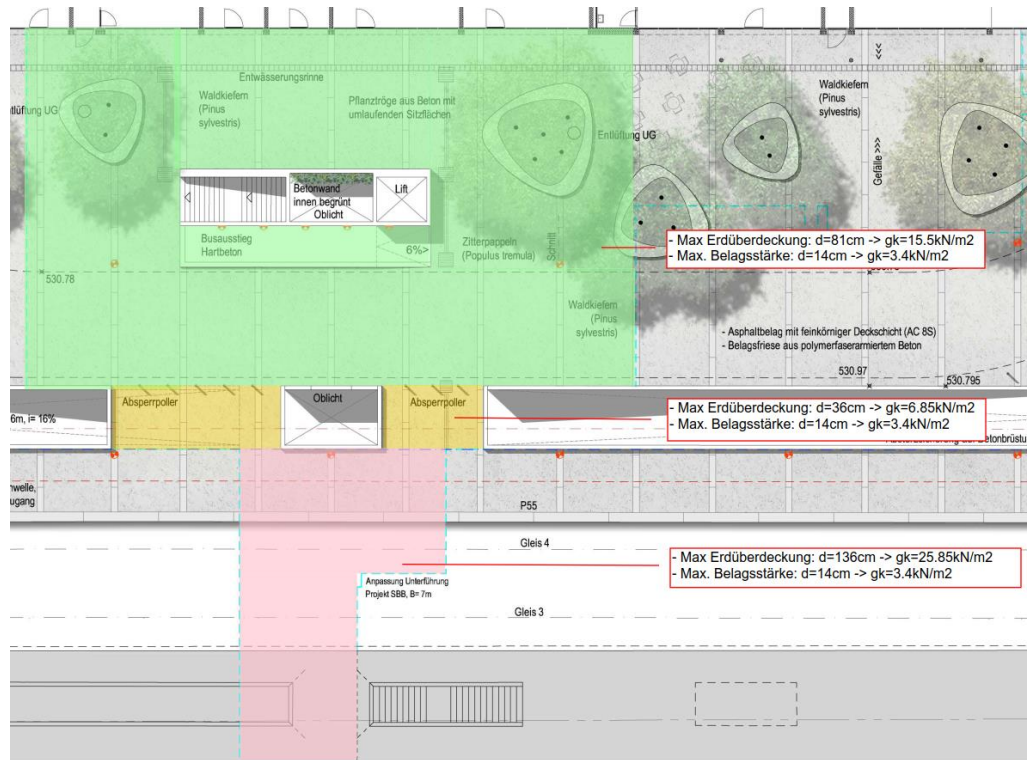 Entwässerungsrinne
Waldkiefern
(Pinus
sylvestris)
Pflanztröge aus Beton mit
umlaufenden Sitzflächen
Waldkiefern
(Pinus
sylvestris)
tlüftung UG
Entlüftung UG
Gefälle >>>
<<<
Betonwand
innen begrünt
Oblicht
Lift
Busausstieg
Hartbeton
6%>
Zitterpappeln
(Populus tremula)
Schnitt
- Max Erdüberdeckung: d=81cm -> gk=15.5kN/m2
- Max. Belagsstärke: d=14cm -> gk=3.4kN/m2
530.78
Waldkiefern
(Pinus
sylvestris)
- Asphaltbelag mit feinkörniger Deckschicht (AC 8S)
- Belagsfriese aus polymerfaserarmiertem Beton
530.97
530.795
Absperrpoller
Oblicht
Absperrpoller
6m, i= 16%
- Max Erdüberdeckung: d=36cm -> gk=6.85kN/m2
- Max. Belagsstärke: d=14cm -> gk=3.4kN/m2
nwelle,
ugang
P55
Gleis 4
- Max Erdüberdeckung: d=136cm -> gk=25.85kN/m2
- Max. Belagsstärke: d=14cm -> gk=3.4kN/m2
Anpassung Unterführung
Projekt SBB, B= 7m
Gleis 3